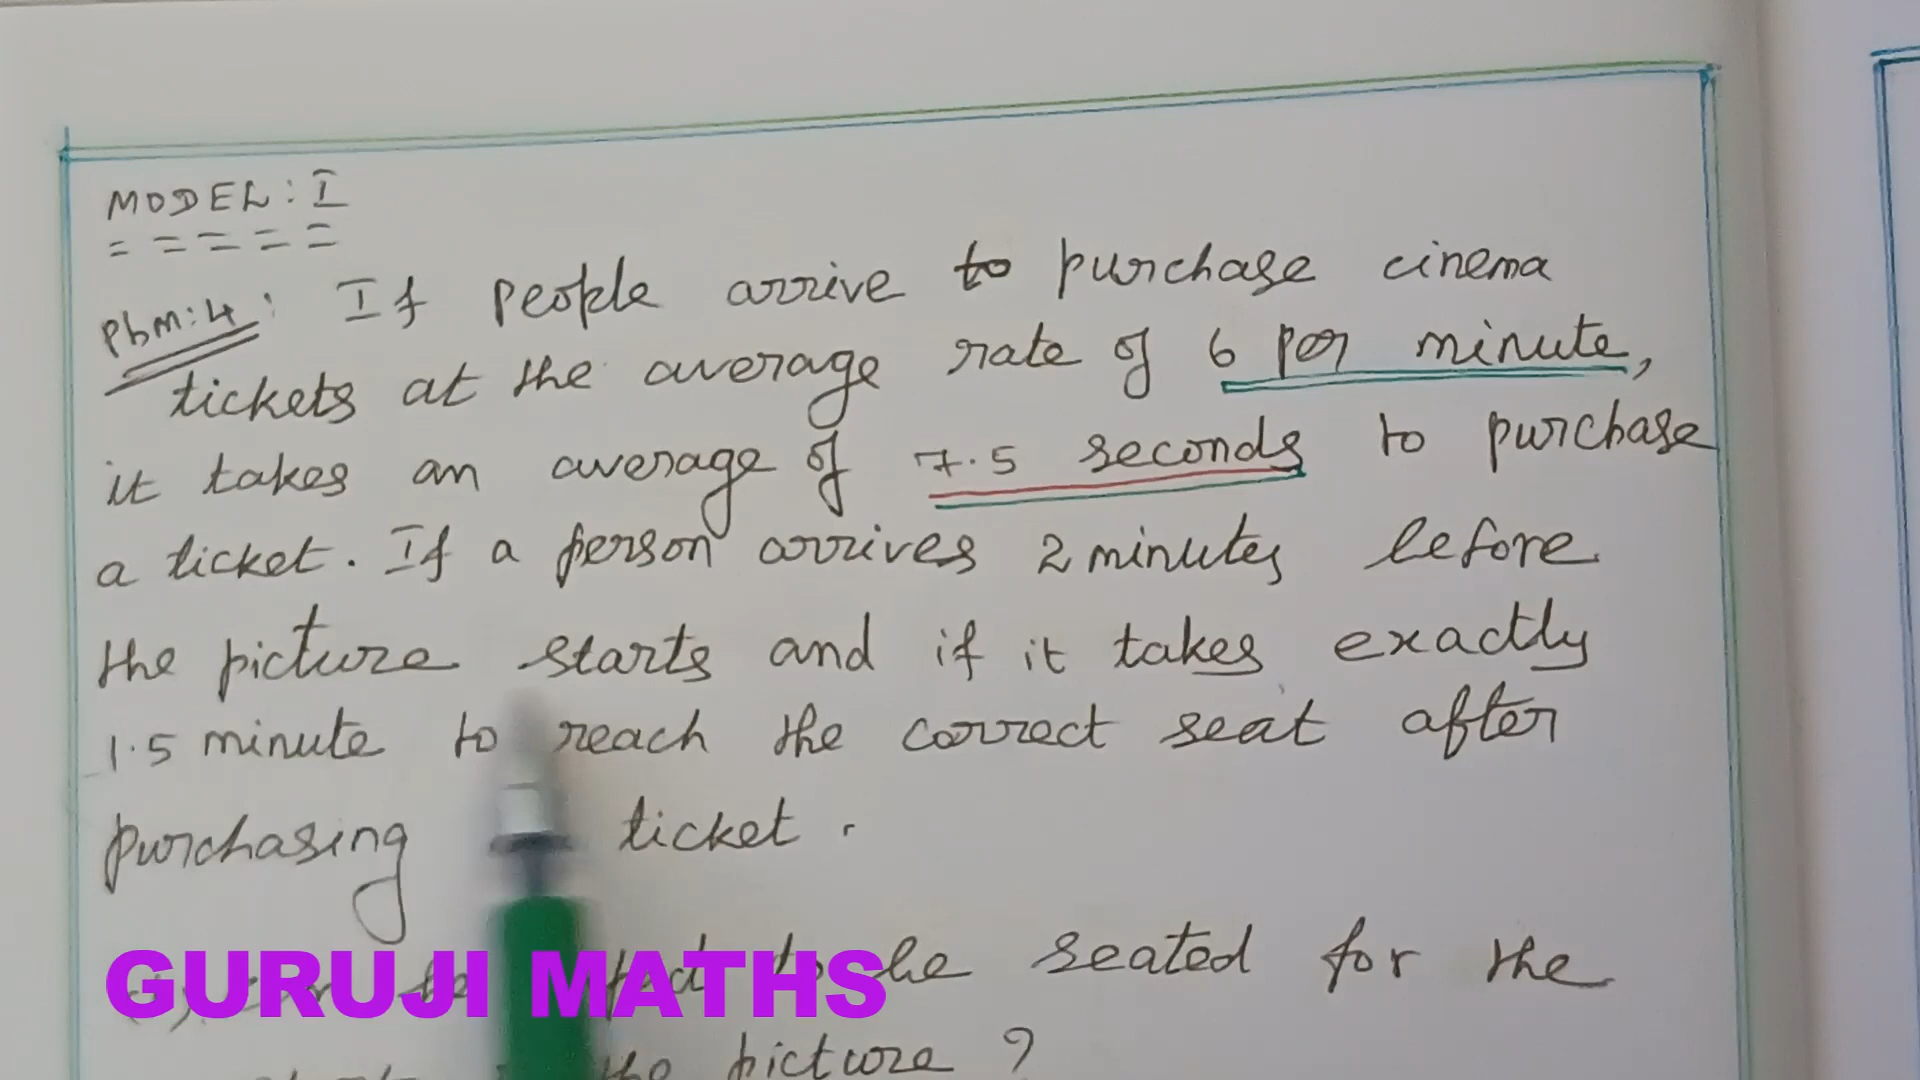 MODEL: I
= = = = =
Pbm:4: If people arrive to purchase cinema
tickets at the average rate of 6 per minute,
it takes an average of 7.5 seconds to purchase
a ticket. If a person arrives 2 minutes before
the picture starts and if it takes exactly
1.5 minute to reach the correct seat after
purchasing ticket.
to be seated for the
the picture ?
GURUJI MATHS